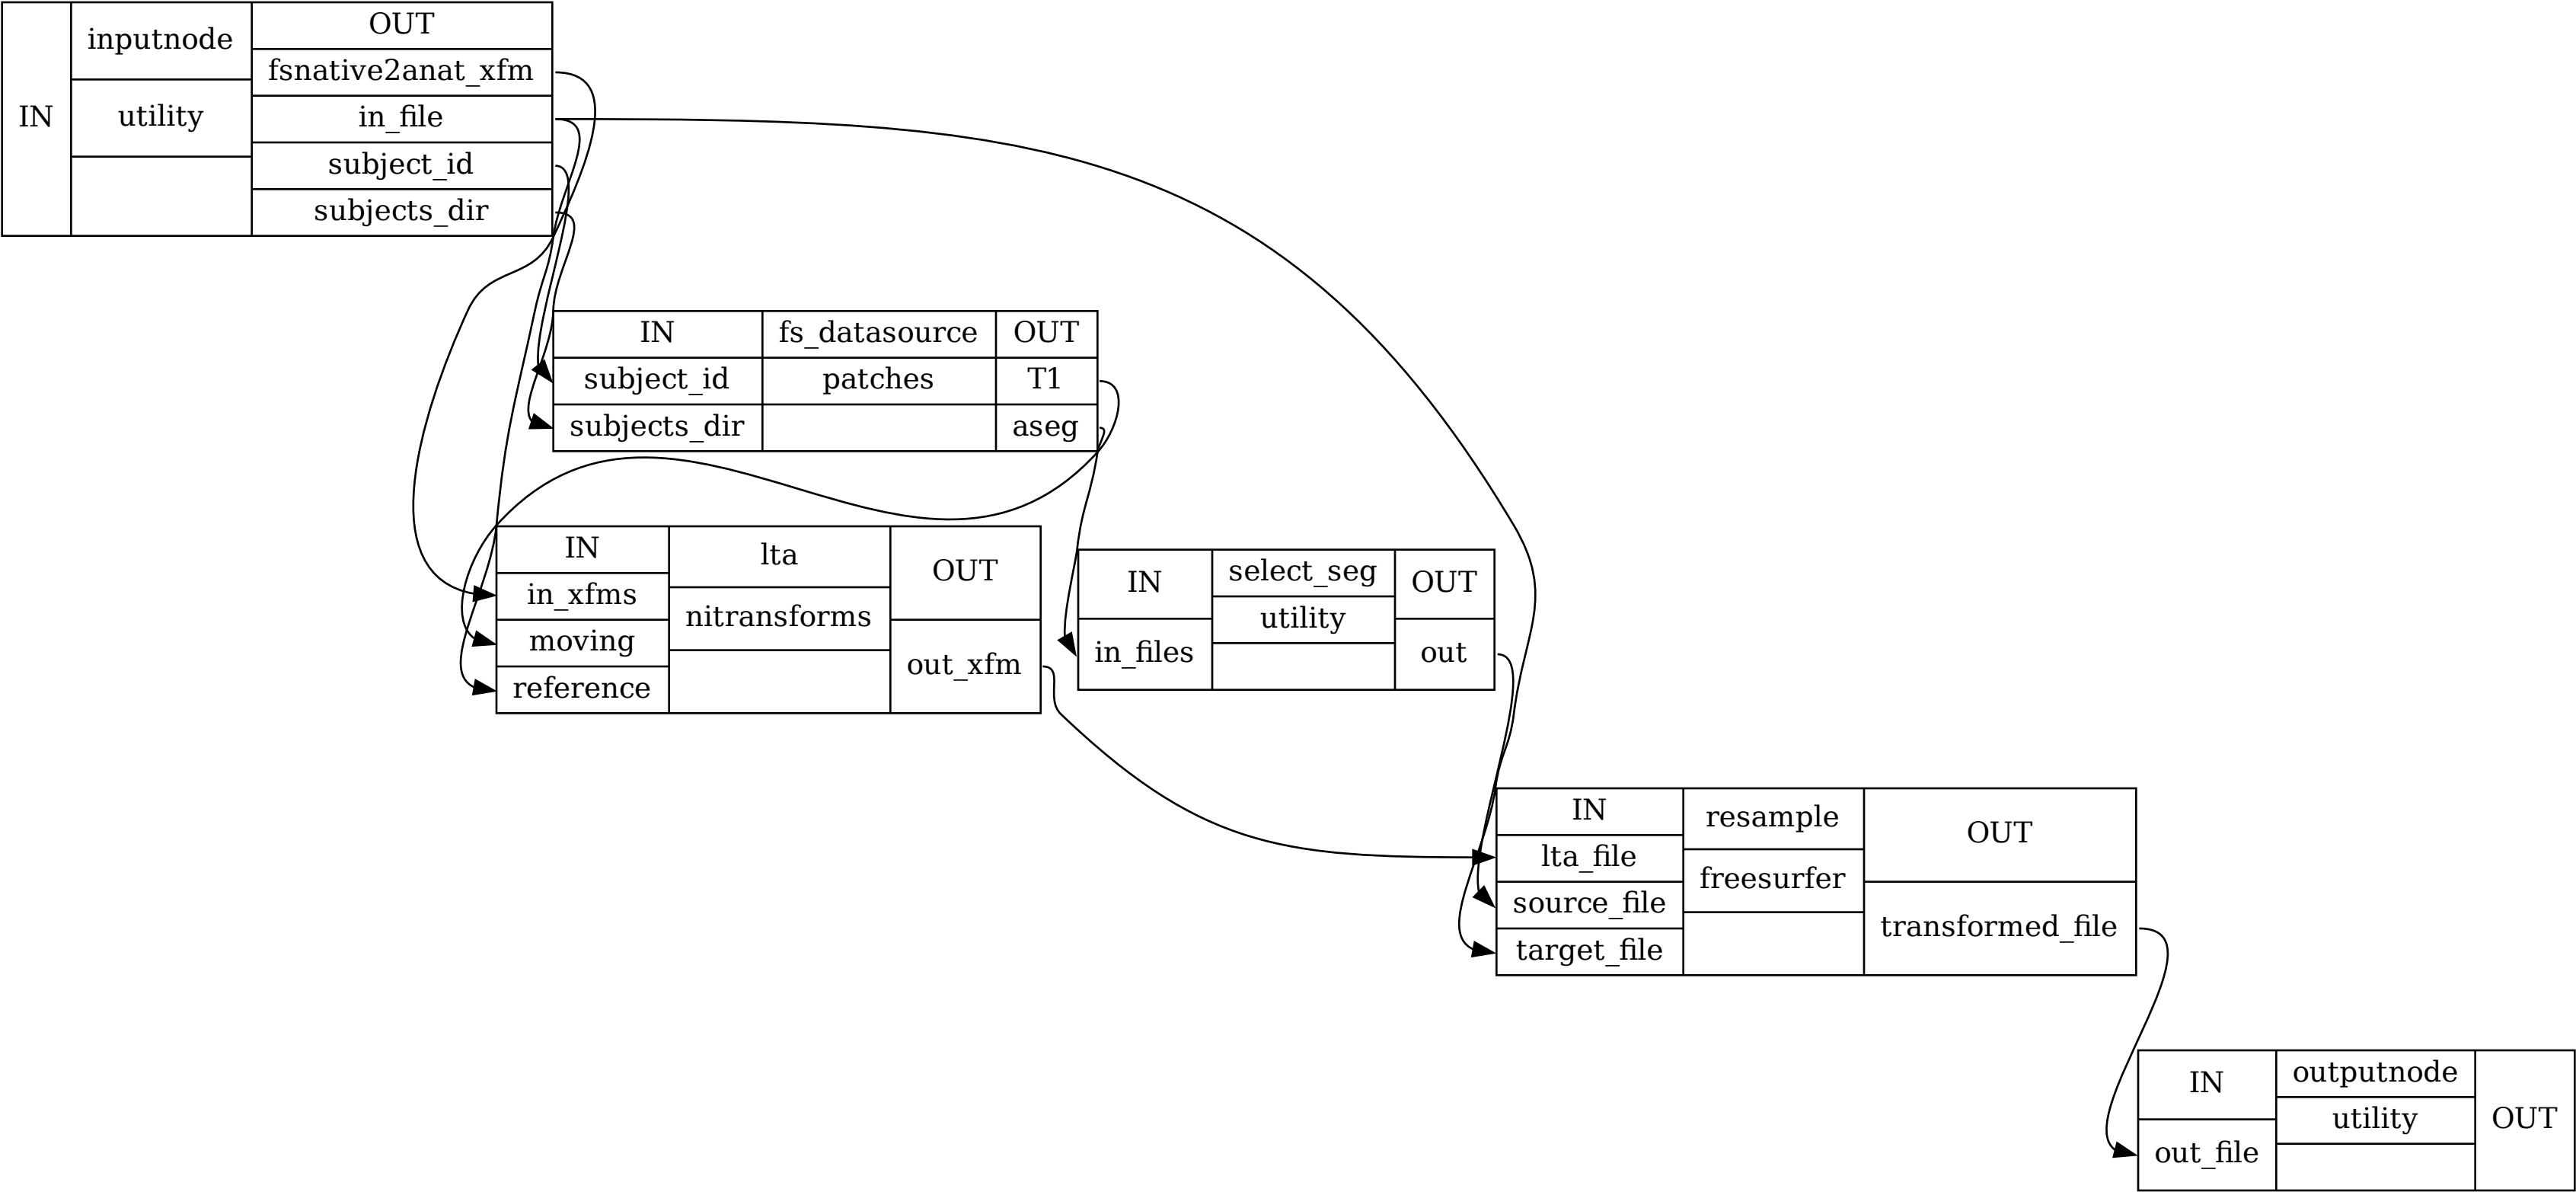 IN
inputnode
utility
OUT
fsnative2anat_xfm
in_file
subject_id
subjects_dir
IN
subject_id
subjects_dir
fs_datasource
patches
OUT
T1
aseg
IN
in_xfms
moving
reference
lta
nitransforms
OUT
out_xfm
IN
in_files
select_seg
utility
OUT
out
IN
lta_file
source_file
target_file
resample
freesurfer
OUT
transformed_file
IN
out_file
outputnode
utility
OUT